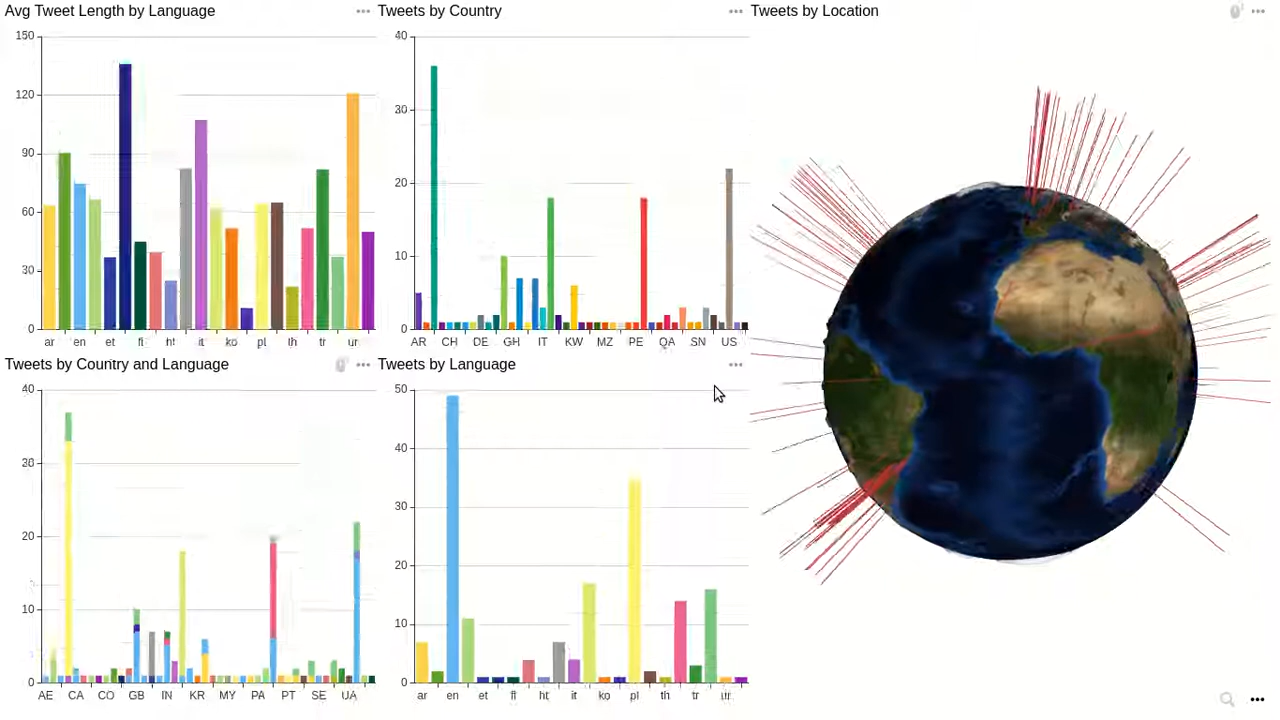 Avg Tweet Length by Language
150
120
90
60
30
0
ar en et fi ht it ko pl th tr ur
Tweets by Country
40
30
20
10
0
AR CH DE GH IT KW MZ PE QA SN US
Tweets by Location
Tweets by Country and Language
40
20
10
0
AE CA CO GB IN KR MY PA PT SE UA
Tweets by Language
50
40
30
20
10
0
ar en et fi ht it ko pl th tr ur